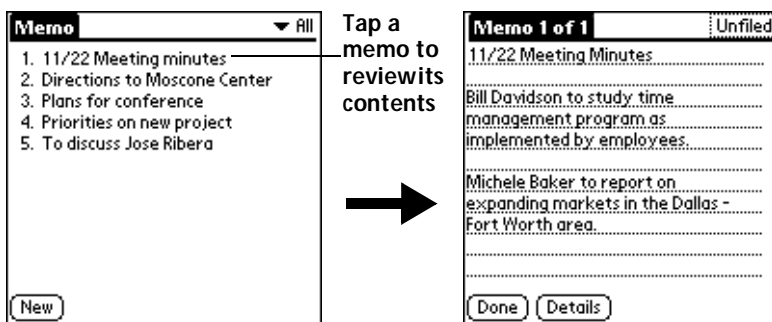 Memo
All
1. 11/22 Meeting minutes
2. Directions to Moscone Center
3. Plans for conference
4. Priorities on new project
5. To discuss Jose Ribera
New
Tap a
memo to
reviewits
contents
Memo 1 of 1
Unfiled
11/22 Meeting Minutes
Bill Davidson to study time
management program as
implemented by employees.
Michele Baker to report on
expanding markets in the Dallas -
Fort Worth area.
Done
Details